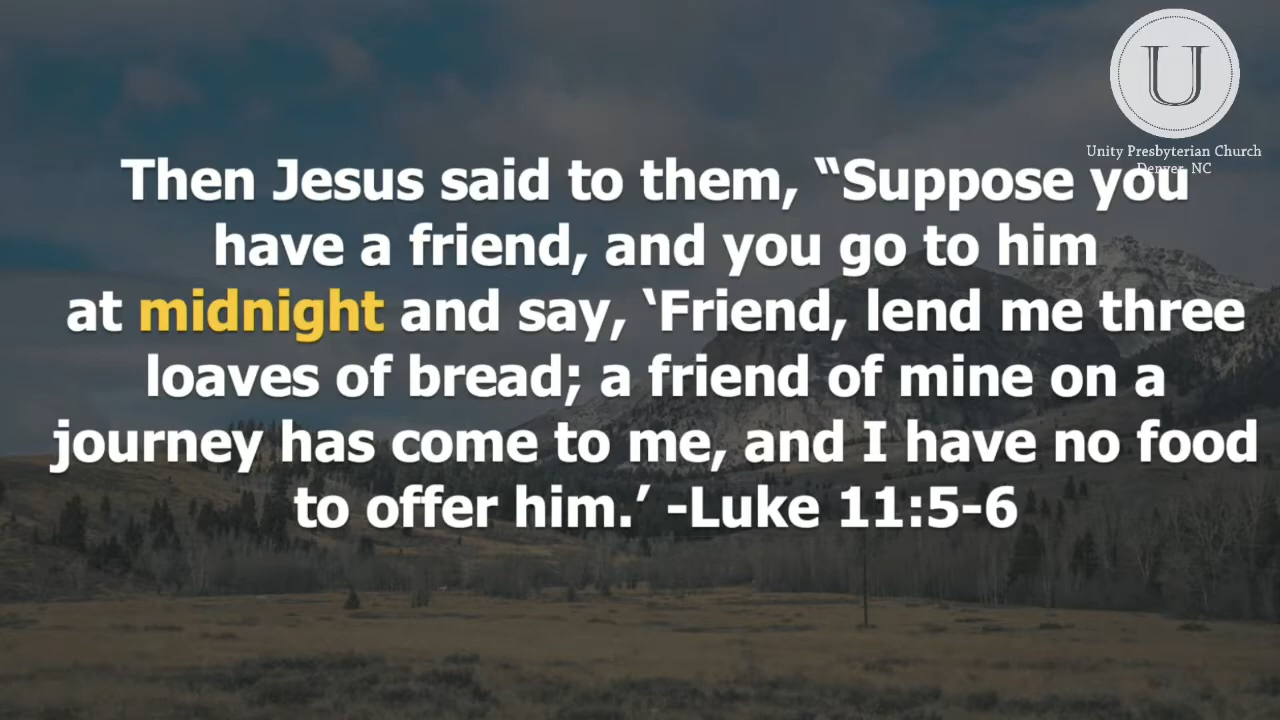 U
Unity Presbyterian Church
Denver, NC
Then Jesus said to them, “Suppose you
have a friend, and you go to him
at midnight and say, ‘Friend, lend me three
loaves of bread; a friend of mine on a
journey has come to me, and I have no food
to offer him.’ -Luke 11:5-6